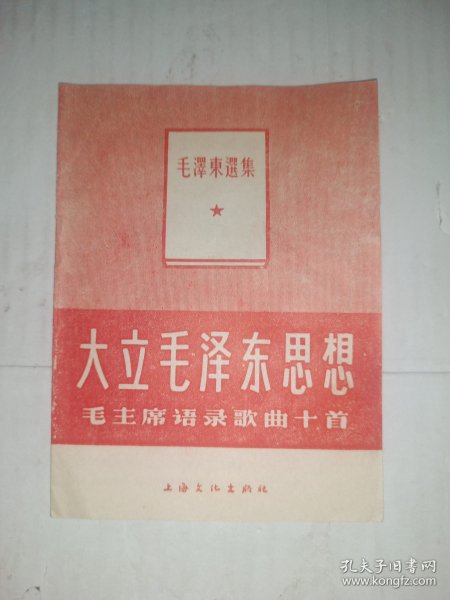 毛澤東選集
大立毛泽东思想
毛主席语录歌曲十首
上海文化出版社
孔夫子旧书网
www.kongfz.com